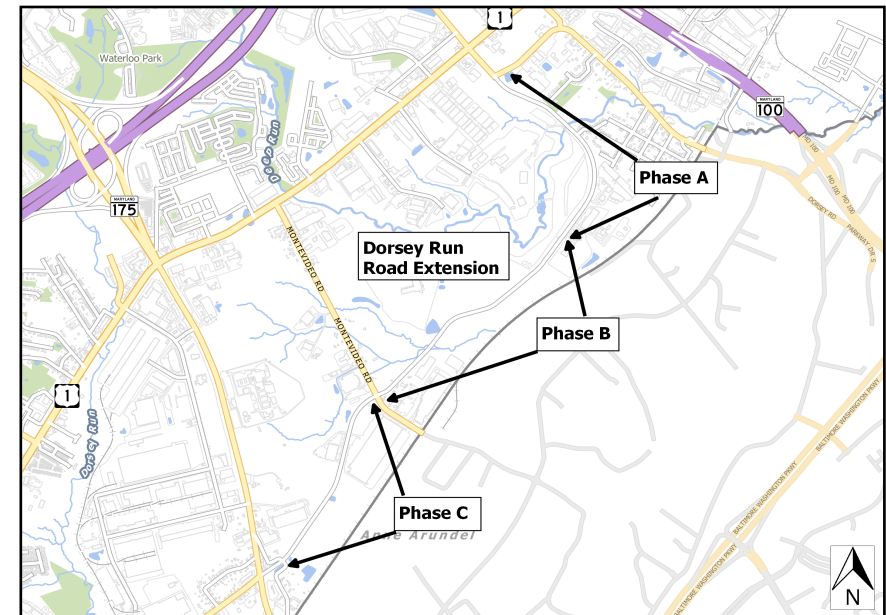 1
Waterloo Park
MARYLAND
100
Deep Run
MD 100
Phase A
MARYLAND
175
MD 100
DORSEY RD
PARKWAY DR S
MONTEVIDEO RD
Dorsey Run
Road Extension
MONTEVIDEO RD
Phase B
1
Dorsey Run
BALTIMORE WASHINGTON PKWY
BALTIMORE WASHINGTON PKWY
Phase C
Anne Arundel
BALTIMORE WASHINGTON PKWY
N